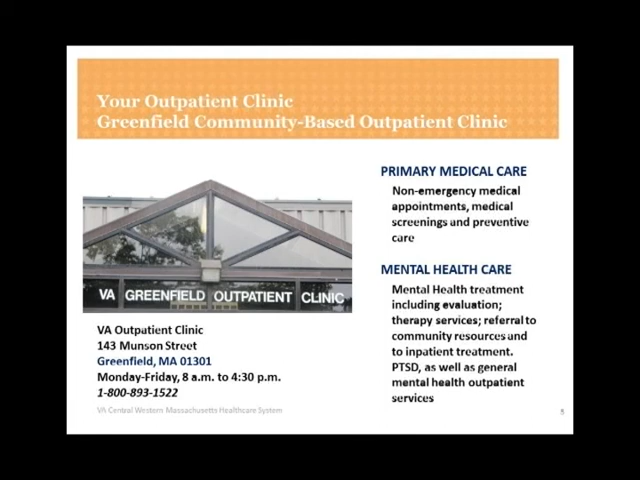 Your Outpatient Clinic
Greenfield Community-Based Outpatient Clinic
VA GREENFIELD OUTPATIENT CLINIC
VA Outpatient Clinic
143 Munson Street
Greenfield, MA 01301
Monday-Friday, 8 a.m. to 4:30 p.m.
1-800-893-1522
PRIMARY MEDICAL CARE
Non-emergency medical
appointments, medical
screenings and preventive
care
MENTAL HEALTH CARE
Mental Health treatment
including evaluation;
therapy services; referral to
community resources and
to inpatient treatment.
PTSD, as well as general
mental health outpatient
services
VA Central Western Massachusetts Healthcare System